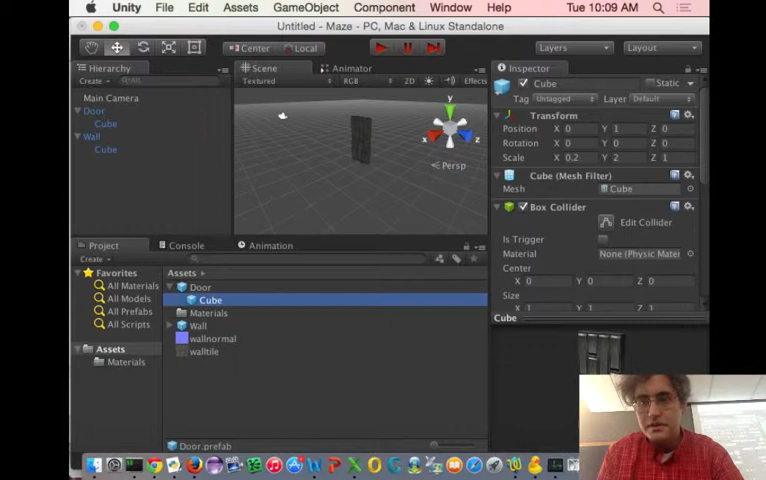 Unity File Edit Assets GameObject Component Window Help Tue 10:09 AM
Untitled - Maze - PC, Mac & Linux Standalone
Center Local Layers Layout
Hierarchy Scene Animator Inspector
Create All Textured RGB 2D Effects
Cube Static
Tag Untagged Layer Default
Main Camera
Door
Cube
Wall
Cube
y
x z
Persp
Transform
Position X 0 Y 1 Z 0
Rotation X 0 Y 0 Z 0
Scale X 0.2 Y 2 Z 1
Cube (Mesh Filter)
Mesh Cube
Box Collider
Edit Collider
Is Trigger
Material None (Physic Mater
Center
X 0 Y 0 Z 0
Size
X 1 Y 1 Z 1
Cube
Project Console Animation
Create
Favorites
All Materials
All Models
All Prefabs
All Scripts
Assets
Materials
Assets
Door
Cube
Materials
Wall
wallnormal
walltile
Door.prefab